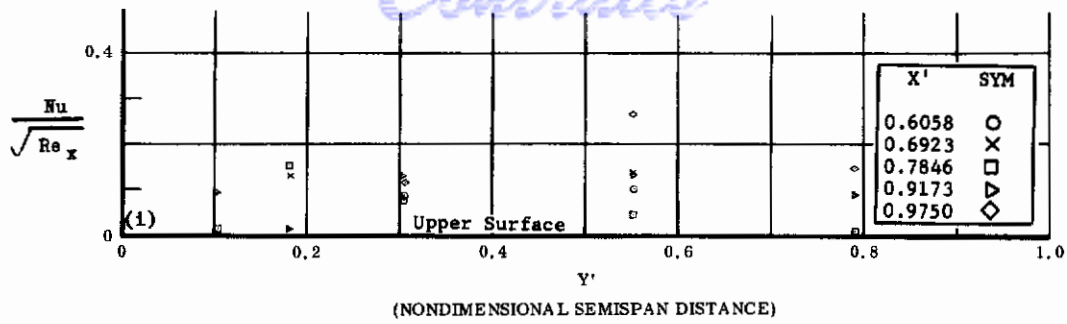 Contrails
0.4
Nu
√Re x
X' SYM
0.6058 O
0.6923 X
0.7846 □
0.9173 ▷
0.9750 ◇
(i)
Upper Surface
0
0 0.2 0.4 0.6 0.8 1.0
Y'
(NONDIMENSIONAL SEMISPAN DISTANCE)